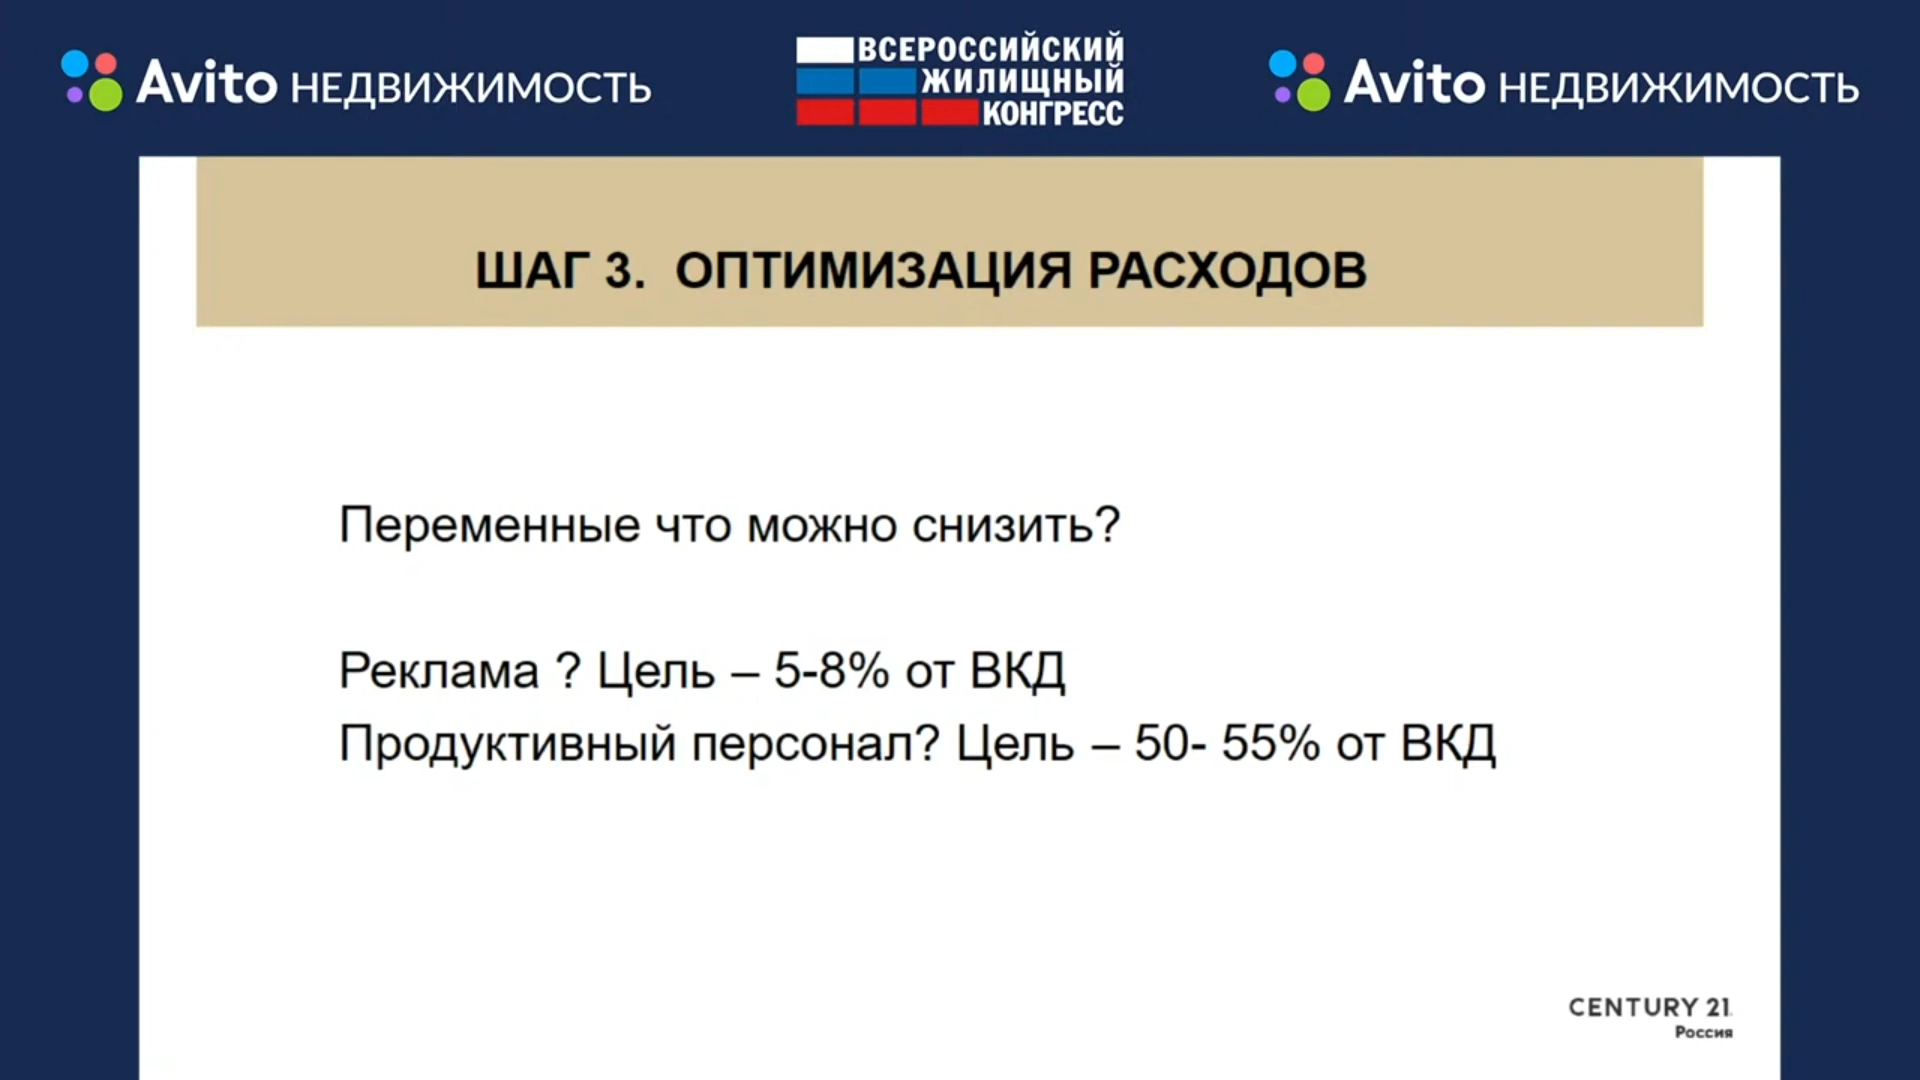 Avito НЕДВИЖИМОСТЬ
ВСЕРОССИЙСКИЙ
ЖИЛИЩНЫЙ
КОНГРЕСС
Avito НЕДВИЖИМОСТЬ
ШАГ 3. ОПТИМИЗАЦИЯ РАСХОДОВ
Переменные что можно снизить?
Реклама ? Цель – 5-8% от ВКД
Продуктивный персонал? Цель – 50- 55% от ВКД
CENTURY 21
Россия